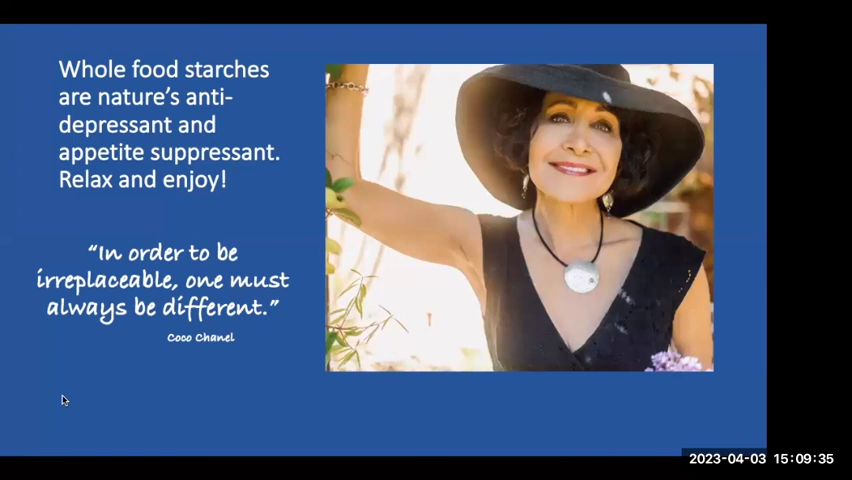 Whole food starches
are nature's anti-
depressant and
appetite suppressant.
Relax and enjoy!
“In order to be
irreplaceable, one must
always be different.”
Coco Chanel
2023-04-03 15:09:35